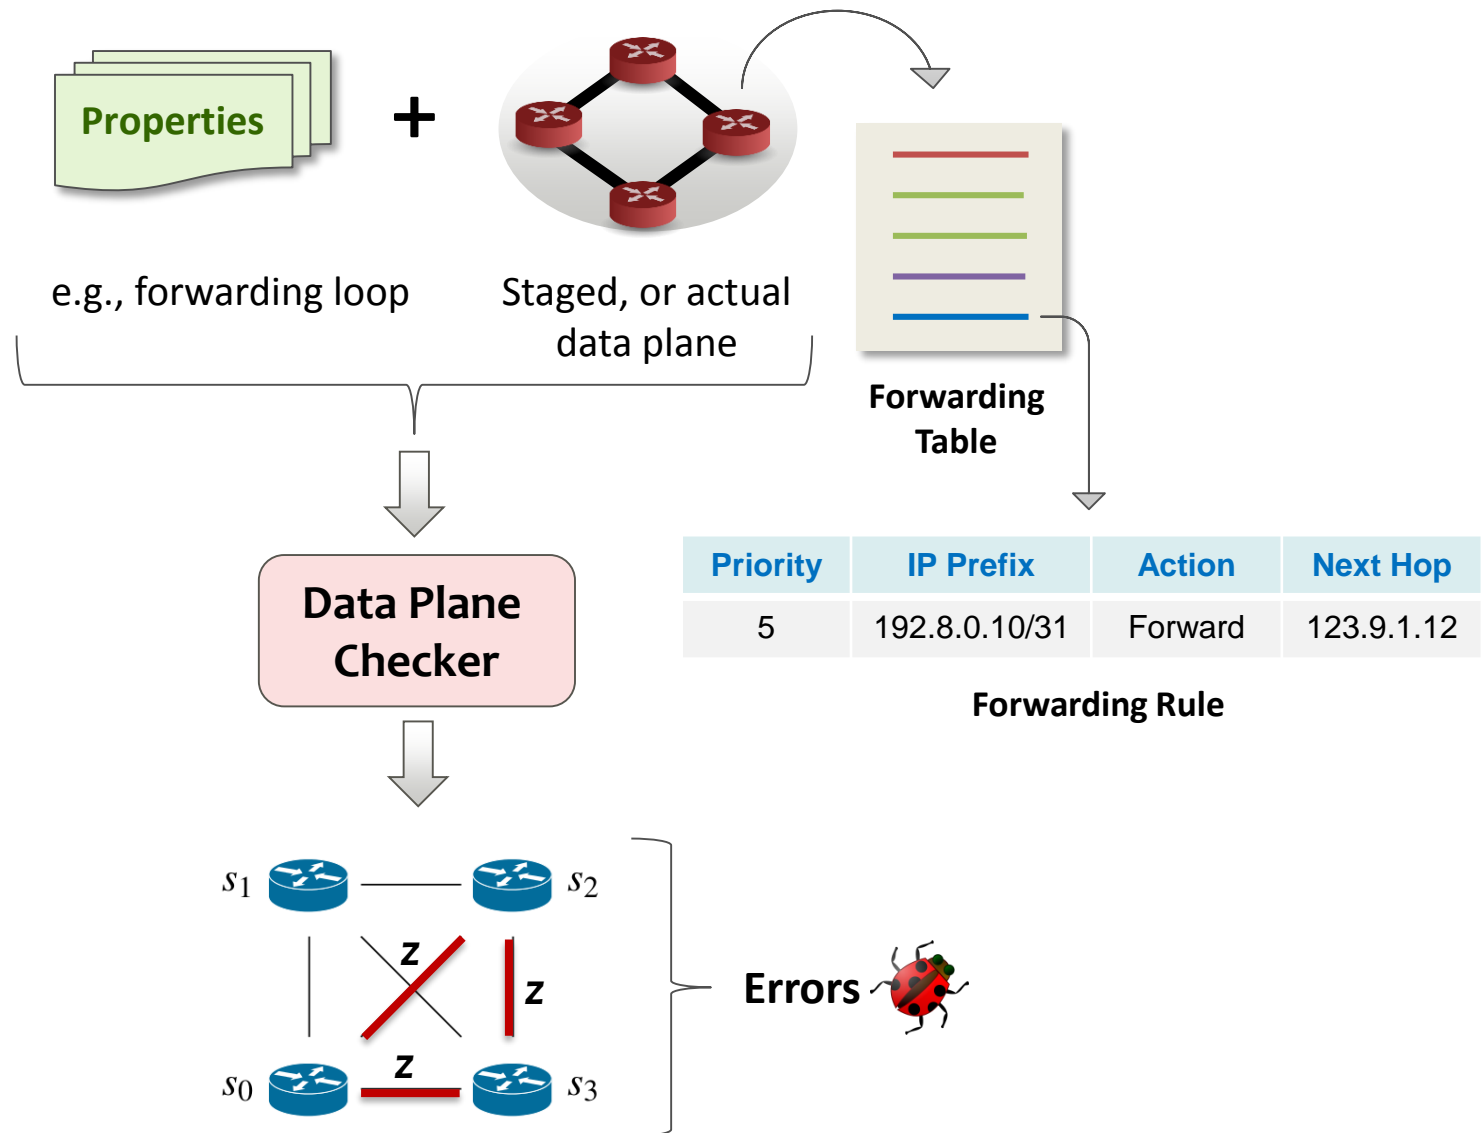 Properties
+
e.g., forwarding loop
Staged, or actual
data plane
Forwarding
Table
Data Plane
Checker
Priority IP Prefix Action Next Hop
5 192.8.0.10/31 Forward 123.9.1.12
Forwarding Rule
s1 s2
z
z
z
s0 s3
Errors